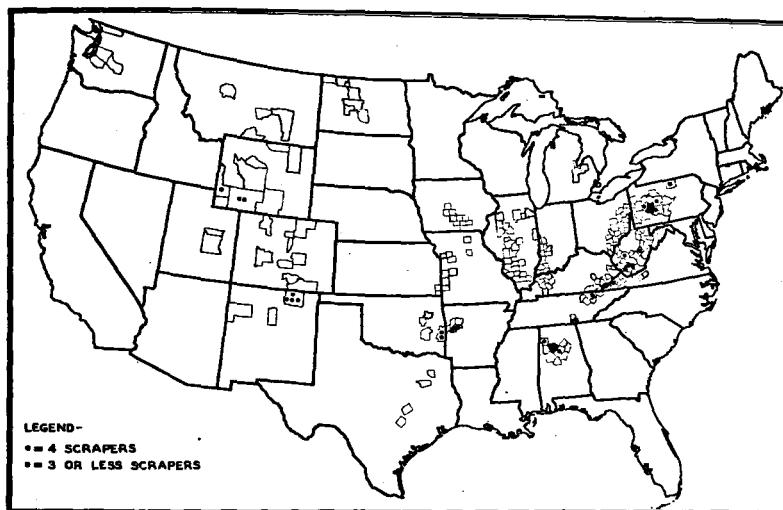 LEGEND-
• = 4 SCRAPERS
• = 3 OR LESS SCRAPERS